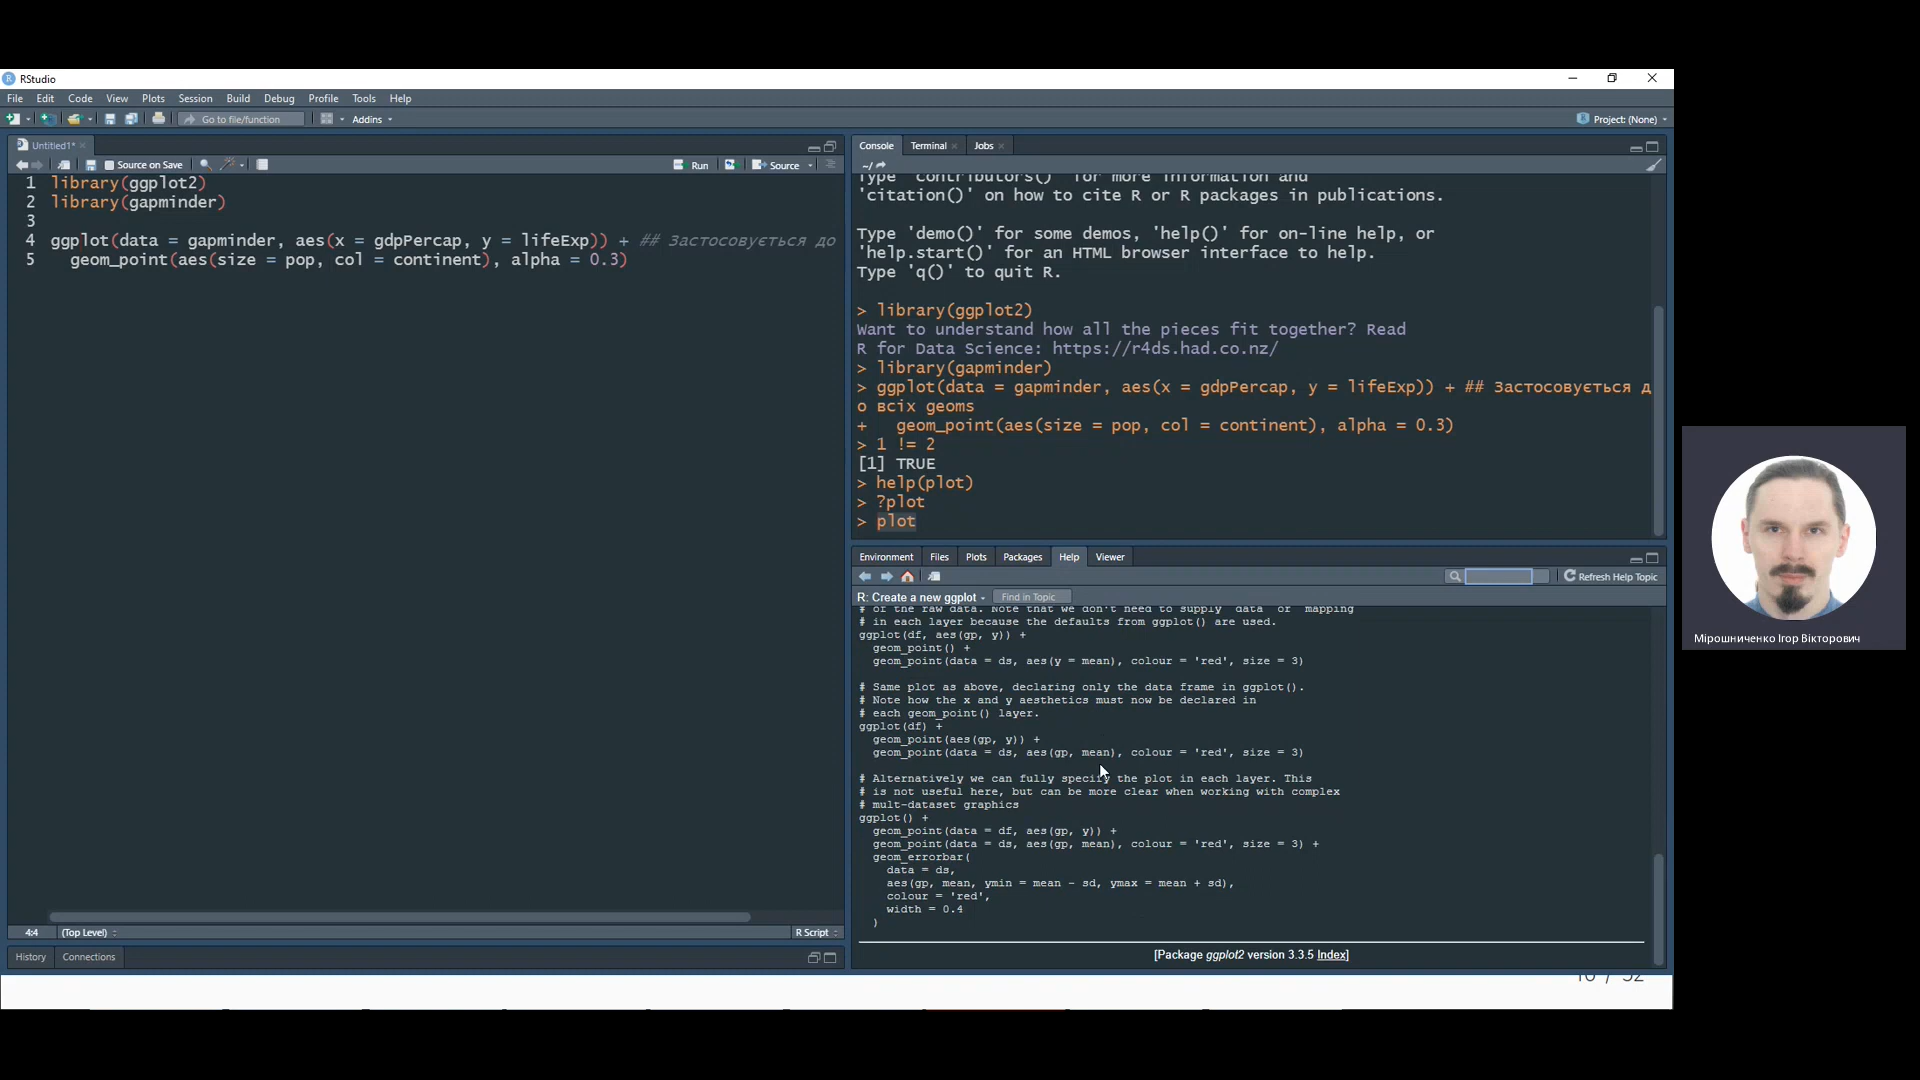 RStudio
File Edit Code View Plots Session Build Debug Profile Tools Help
Go to file/function Addins Project: (None)
Untitled1*
Source on Save Run Source
1 library(ggplot2)
2 library(gapminder)
3
4 ggplot(data = gapminder, aes(x = gdpPercap, y = lifeExp)) + ## Застосовується до
5 geom_point(aes(size = pop, col = continent), alpha = 0.3)
4:4 (Top Level) R Script
History Connections
Console Terminal Jobs
~/
Type 'contributors()' for more information and
'citation()' on how to cite R or R packages in publications.
Type 'demo()' for some demos, 'help()' for on-line help, or
'help.start()' for an HTML browser interface to help.
Type 'q()' to quit R.
> library(ggplot2)
Want to understand how all the pieces fit together? Read
R for Data Science: https://r4ds.had.co.nz/
> library(gapminder)
> ggplot(data = gapminder, aes(x = gdpPercap, y = lifeExp)) + ## Застосовується д
о всіх geoms
+ geom_point(aes(size = pop, col = continent), alpha = 0.3)
> 1 != 2
[1] TRUE
> help(plot)
> ?plot
> plot
Environment Files Plots Packages Help Viewer
Refresh Help Topic
R: Create a new ggplot Find in Topic
# of the raw data. Note that we don't need to supply `data` or `mapping`
# in each layer because the defaults from ggplot() are used.
ggplot(df, aes(gp, y)) +
geom_point() +
geom_point(data = ds, aes(y = mean), colour = 'red', size = 3)
# Same plot as above, declaring only the data frame in ggplot().
# Note how the x and y aesthetics must now be declared in
# each geom_point() layer.
ggplot(df) +
geom_point(aes(gp, y)) +
geom_point(data = ds, aes(gp, mean), colour = 'red', size = 3)
# Alternatively we can fully specify the plot in each layer. This
# is not useful here, but can be more clear when working with complex
# mult-dataset graphics
ggplot() +
geom_point(data = df, aes(gp, y)) +
geom_point(data = ds, aes(gp, mean), colour = 'red', size = 3) +
geom_errorbar(
data = ds,
aes(gp, mean, ymin = mean - sd, ymax = mean + sd),
colour = 'red',
width = 0.4
)
[Package ggplot2 version 3.3.5 Index]
Мірошниченко Ігор Вікторович